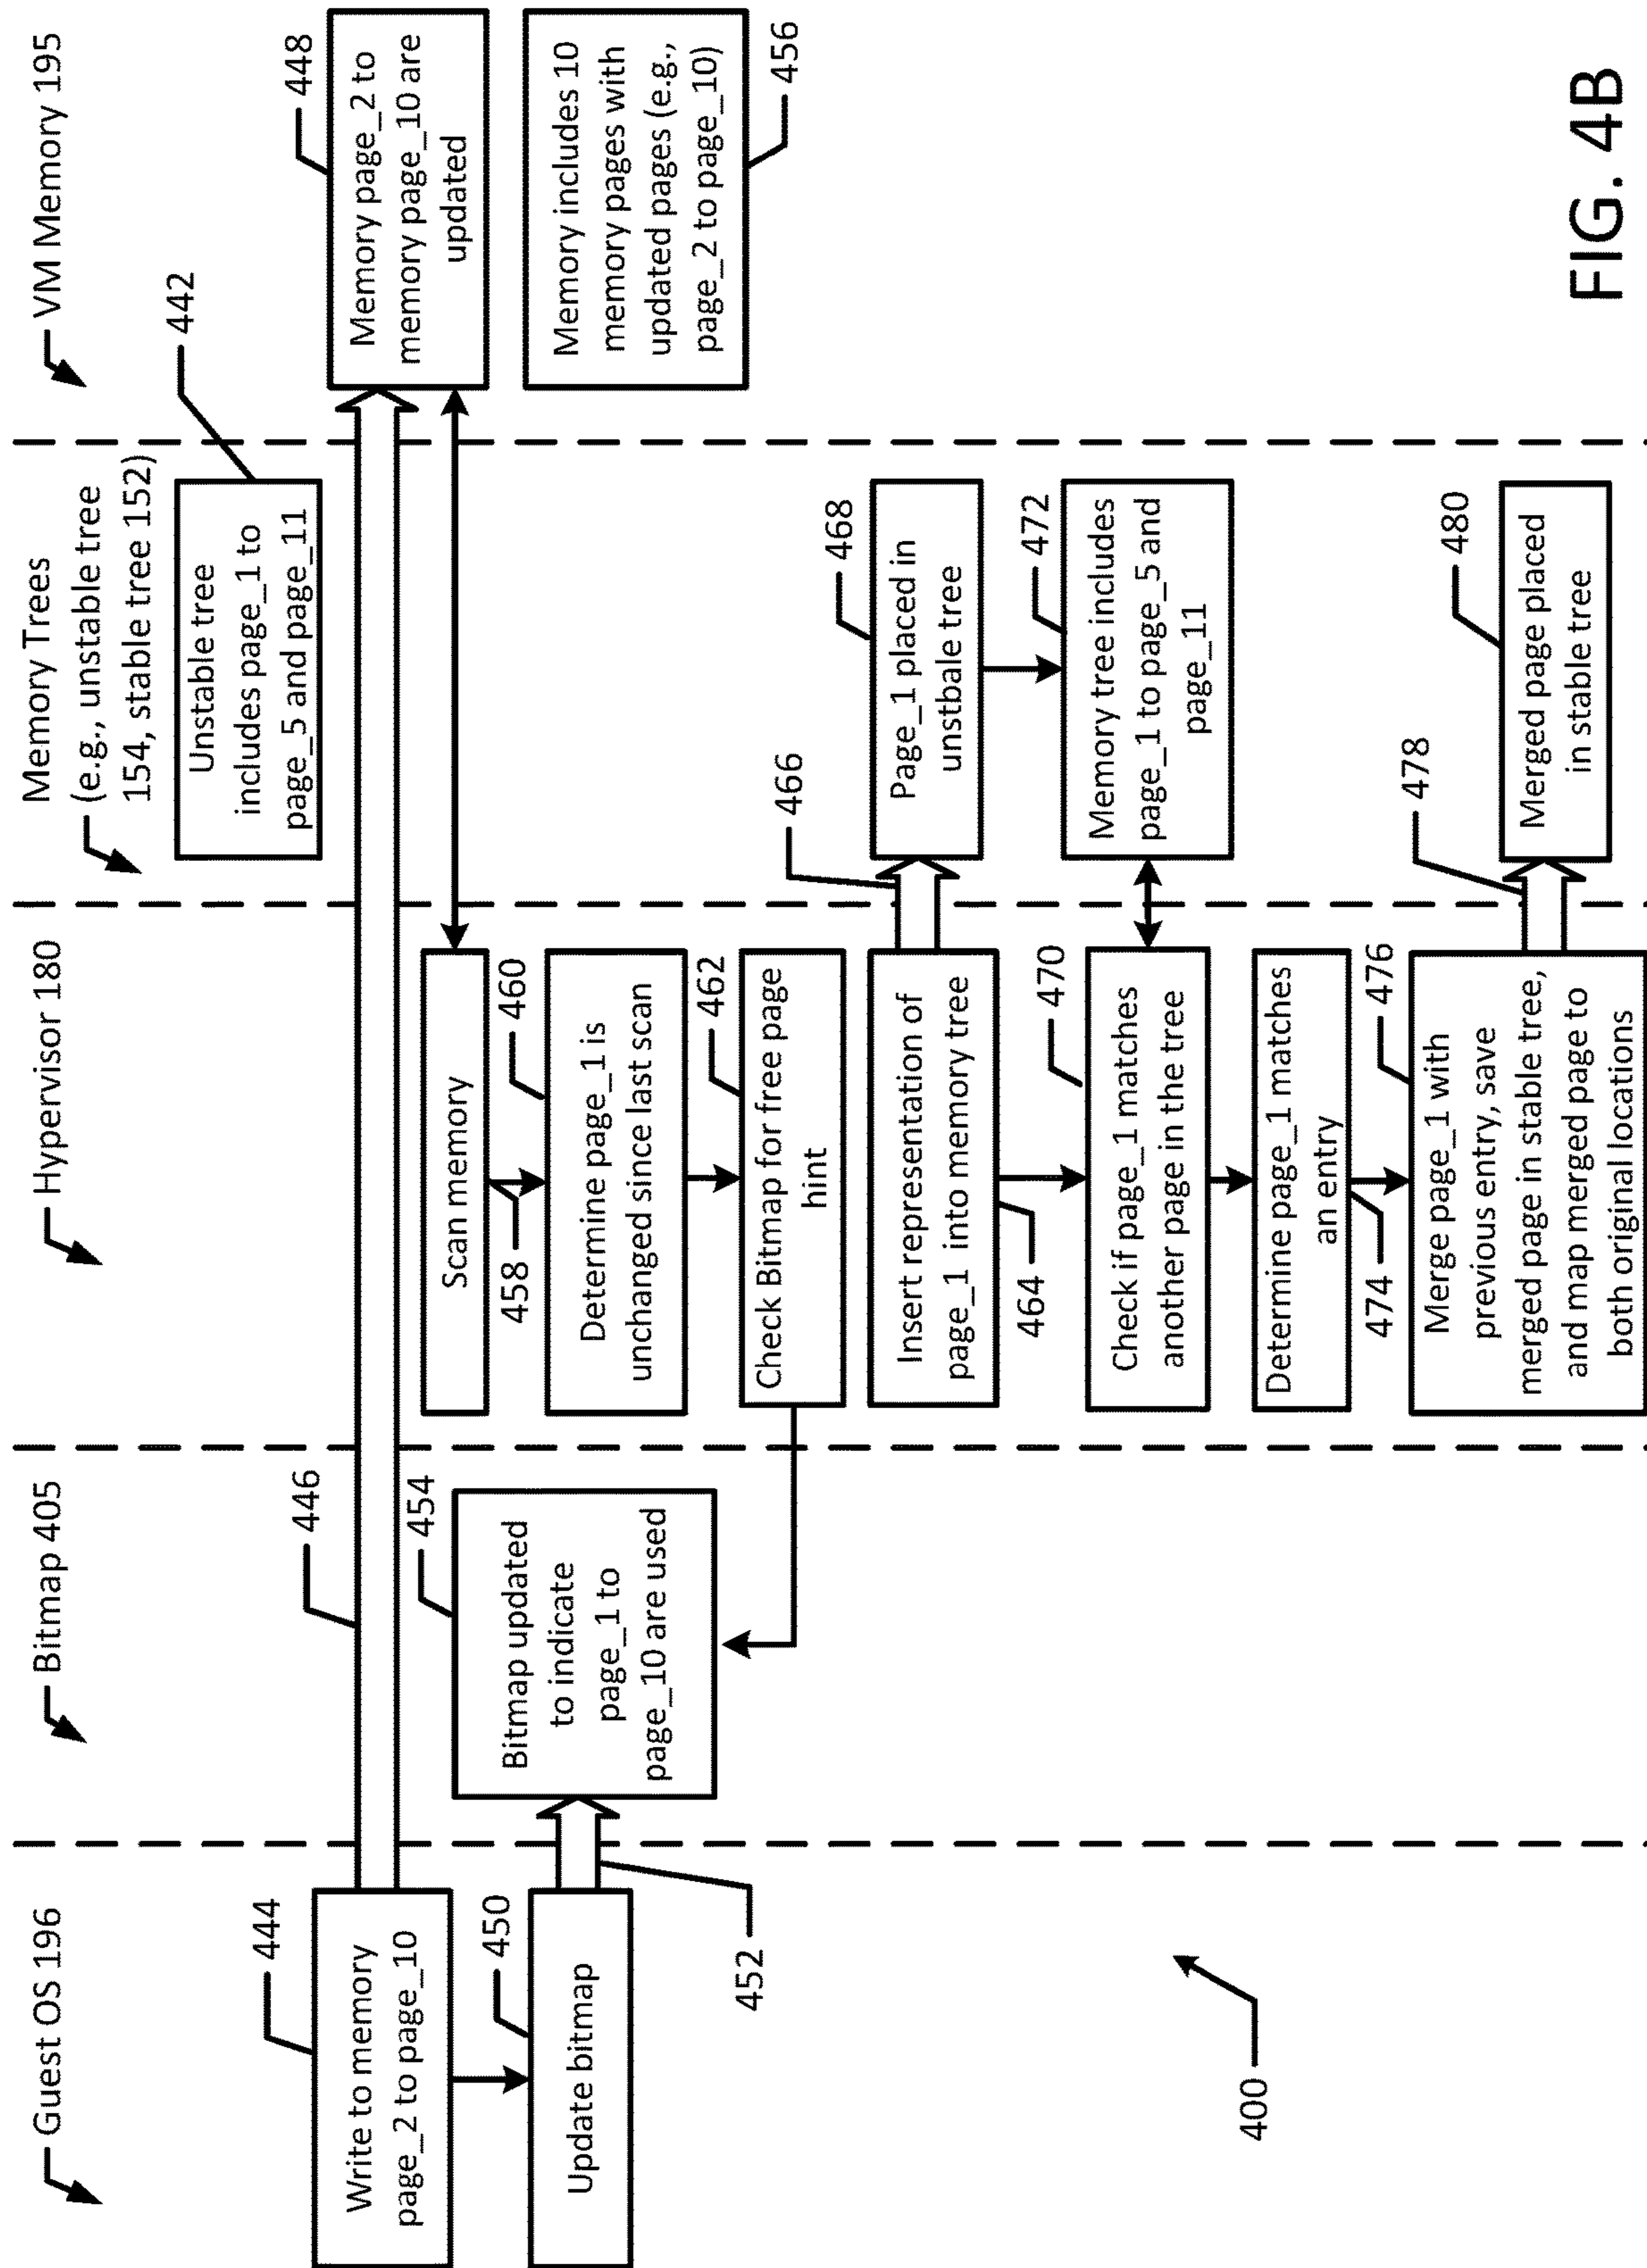 Guest OS 196
Bitmap 405
Hypervisor 180
Memory Trees
(e.g., unstable tree
154, stable tree 152)
VM Memory 195
442
Unstable tree
includes page_1 to
page_5 and page_11
444
Write to memory
page_2 to page_10
446
448
Memory page_2 to
memory page_10 are
updated
450
Update bitmap
452
454
Bitmap updated
to indicate
page_1 to
page_10 are used
Scan memory
456
Memory includes 10
memory pages with
updated pages (e.g.,
page_2 to page_10)
458
460
Determine page_1 is
unchanged since last scan
462
Check Bitmap for free page
hint
Insert representation of
page_1 into memory tree
464
466
468
Page_1 placed in
unstbale tree
470
Check if page_1 matches
another page in the tree
472
Memory tree includes
page_1 to page_5 and
page_11
Determine page_1 matches
an entry
474
476
Merge page_1 with
previous entry, save
merged page in stable tree,
and map merged page to
both original locations
478
480
Merged page placed
in stable tree
400
FIG. 4B